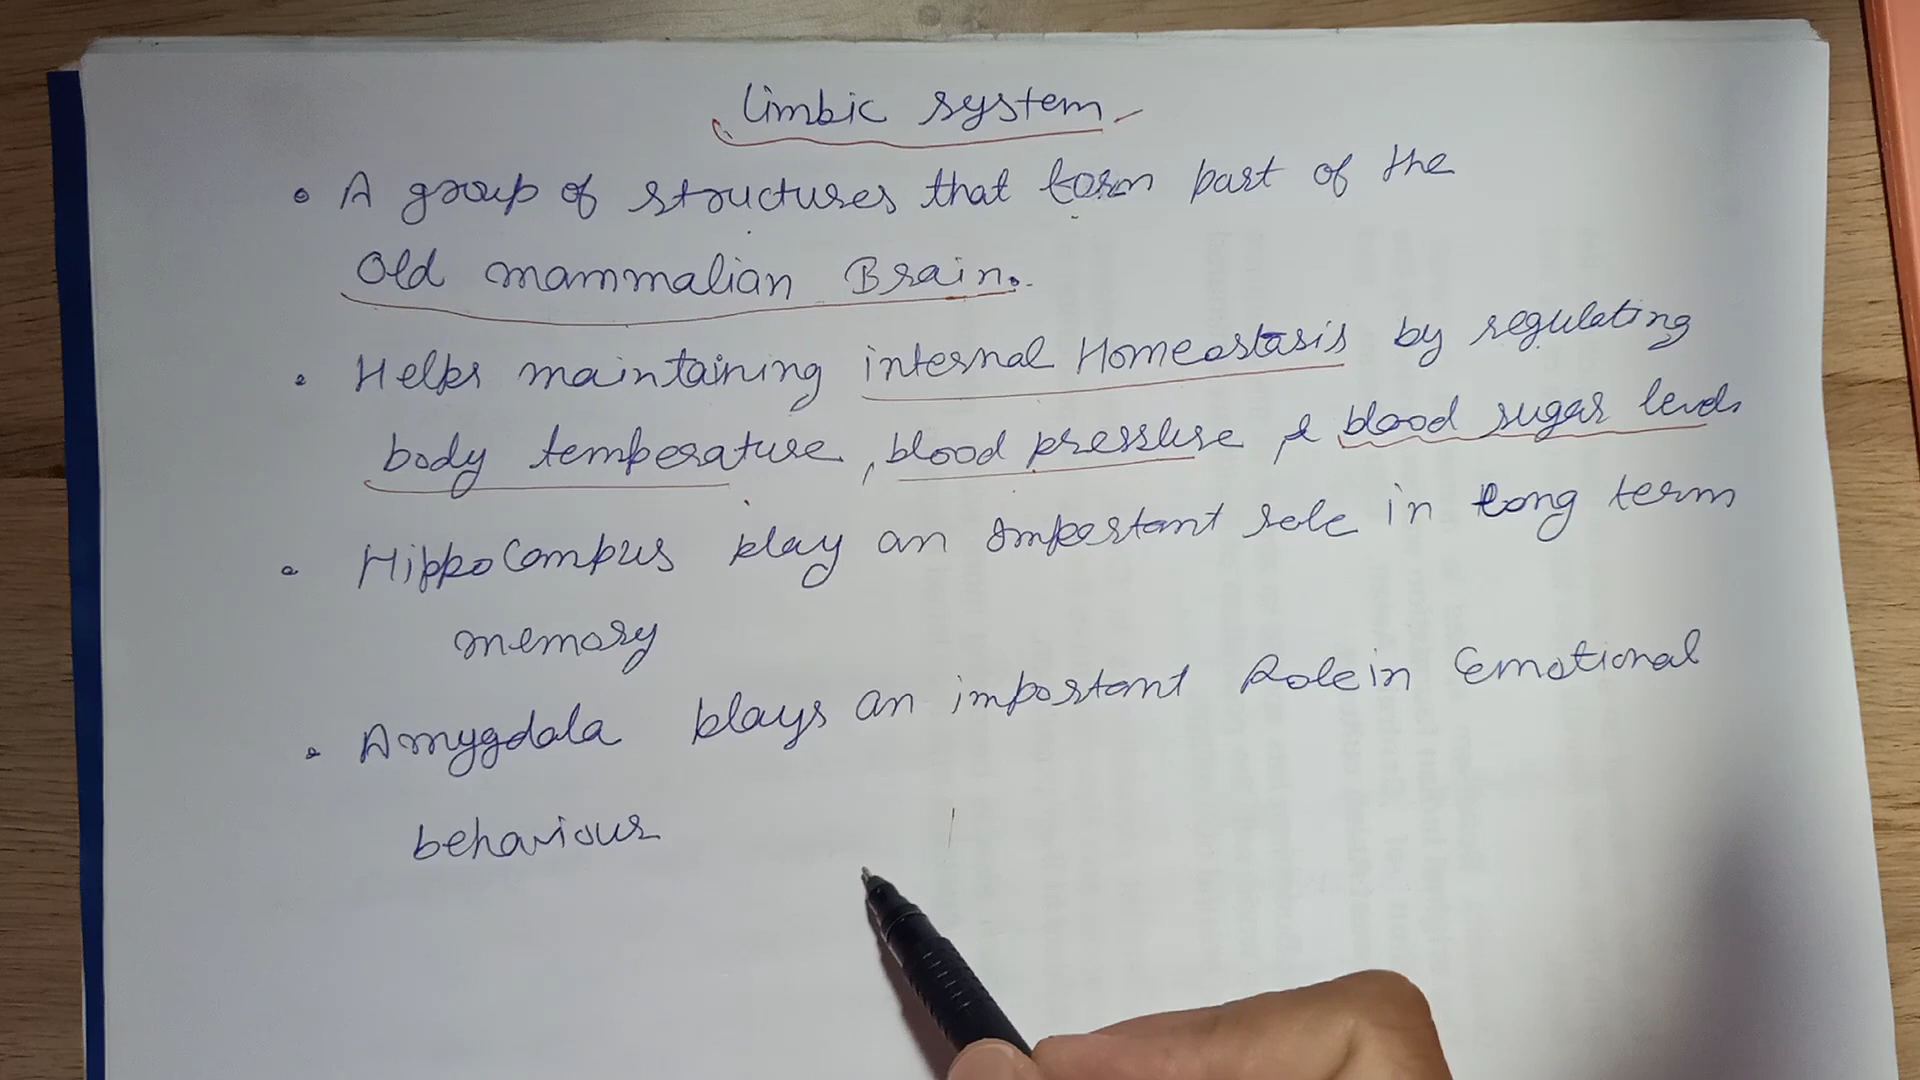 Limbic system
• A group of structures that form part of the
Old mammalian Brain.
• Helps maintaining internal Homeostasis by regulating
body temperature, blood pressure & blood sugar levels
• Hippocampus play an important role in long term
memory
• Amygdala plays an important Role in Emotional
behaviour